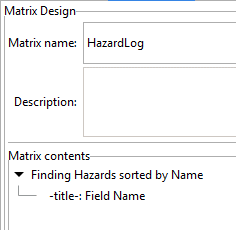 Matrix Design
Matrix name: HazardLog
Description:
Matrix contents
Finding Hazards sorted by Name
-title-: Field Name